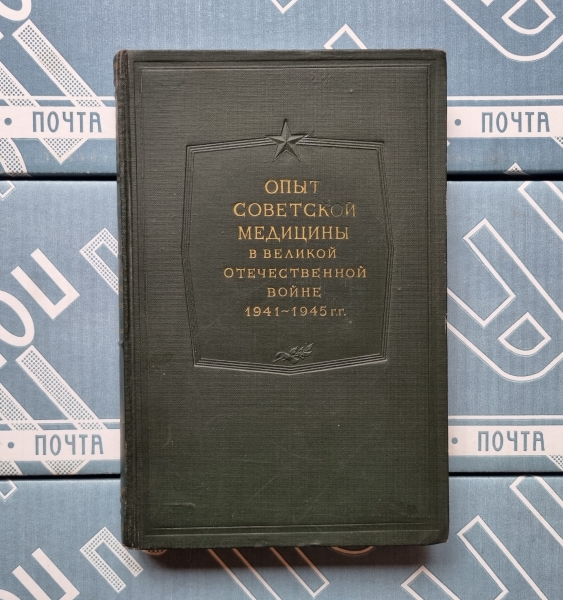 • ПОЧТА
• ПОЧТА
ОПЫТ
СОВЕТСКОЙ
МЕДИЦИНЫ
В ВЕЛИКОЙ
ОТЕЧЕСТВЕННОЙ
ВОЙНЕ
1941~1945 г.г.
ПОЧТА
• ПОЧТА